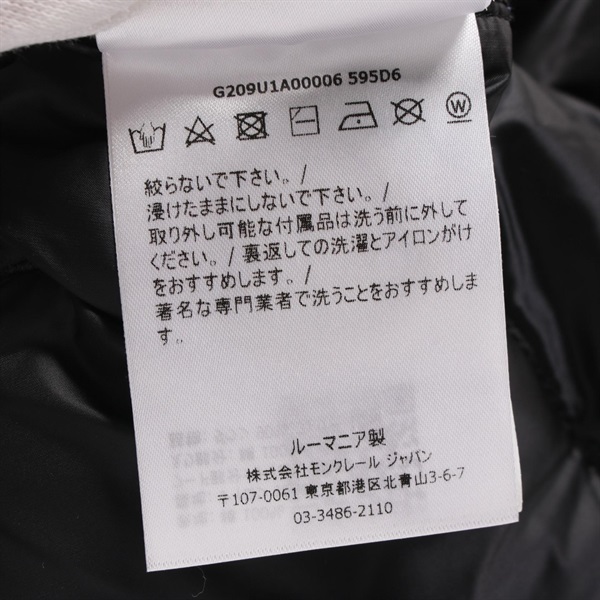 G209U1A00006 595D6
W
絞らないで下さい。/
浸けたままにしないで下さい。/
取り外し可能な付属品は洗う前に外して
ください。/ 裏返しての洗濯とアイロンがけ
をおすすめします。/
著名な専門業者で洗うことをおすすめしま
す。
ルーマニア製
株式会社モンクレール ジャパン
〒107-0061 東京都港区北青山3-6-7
03-3486-2110